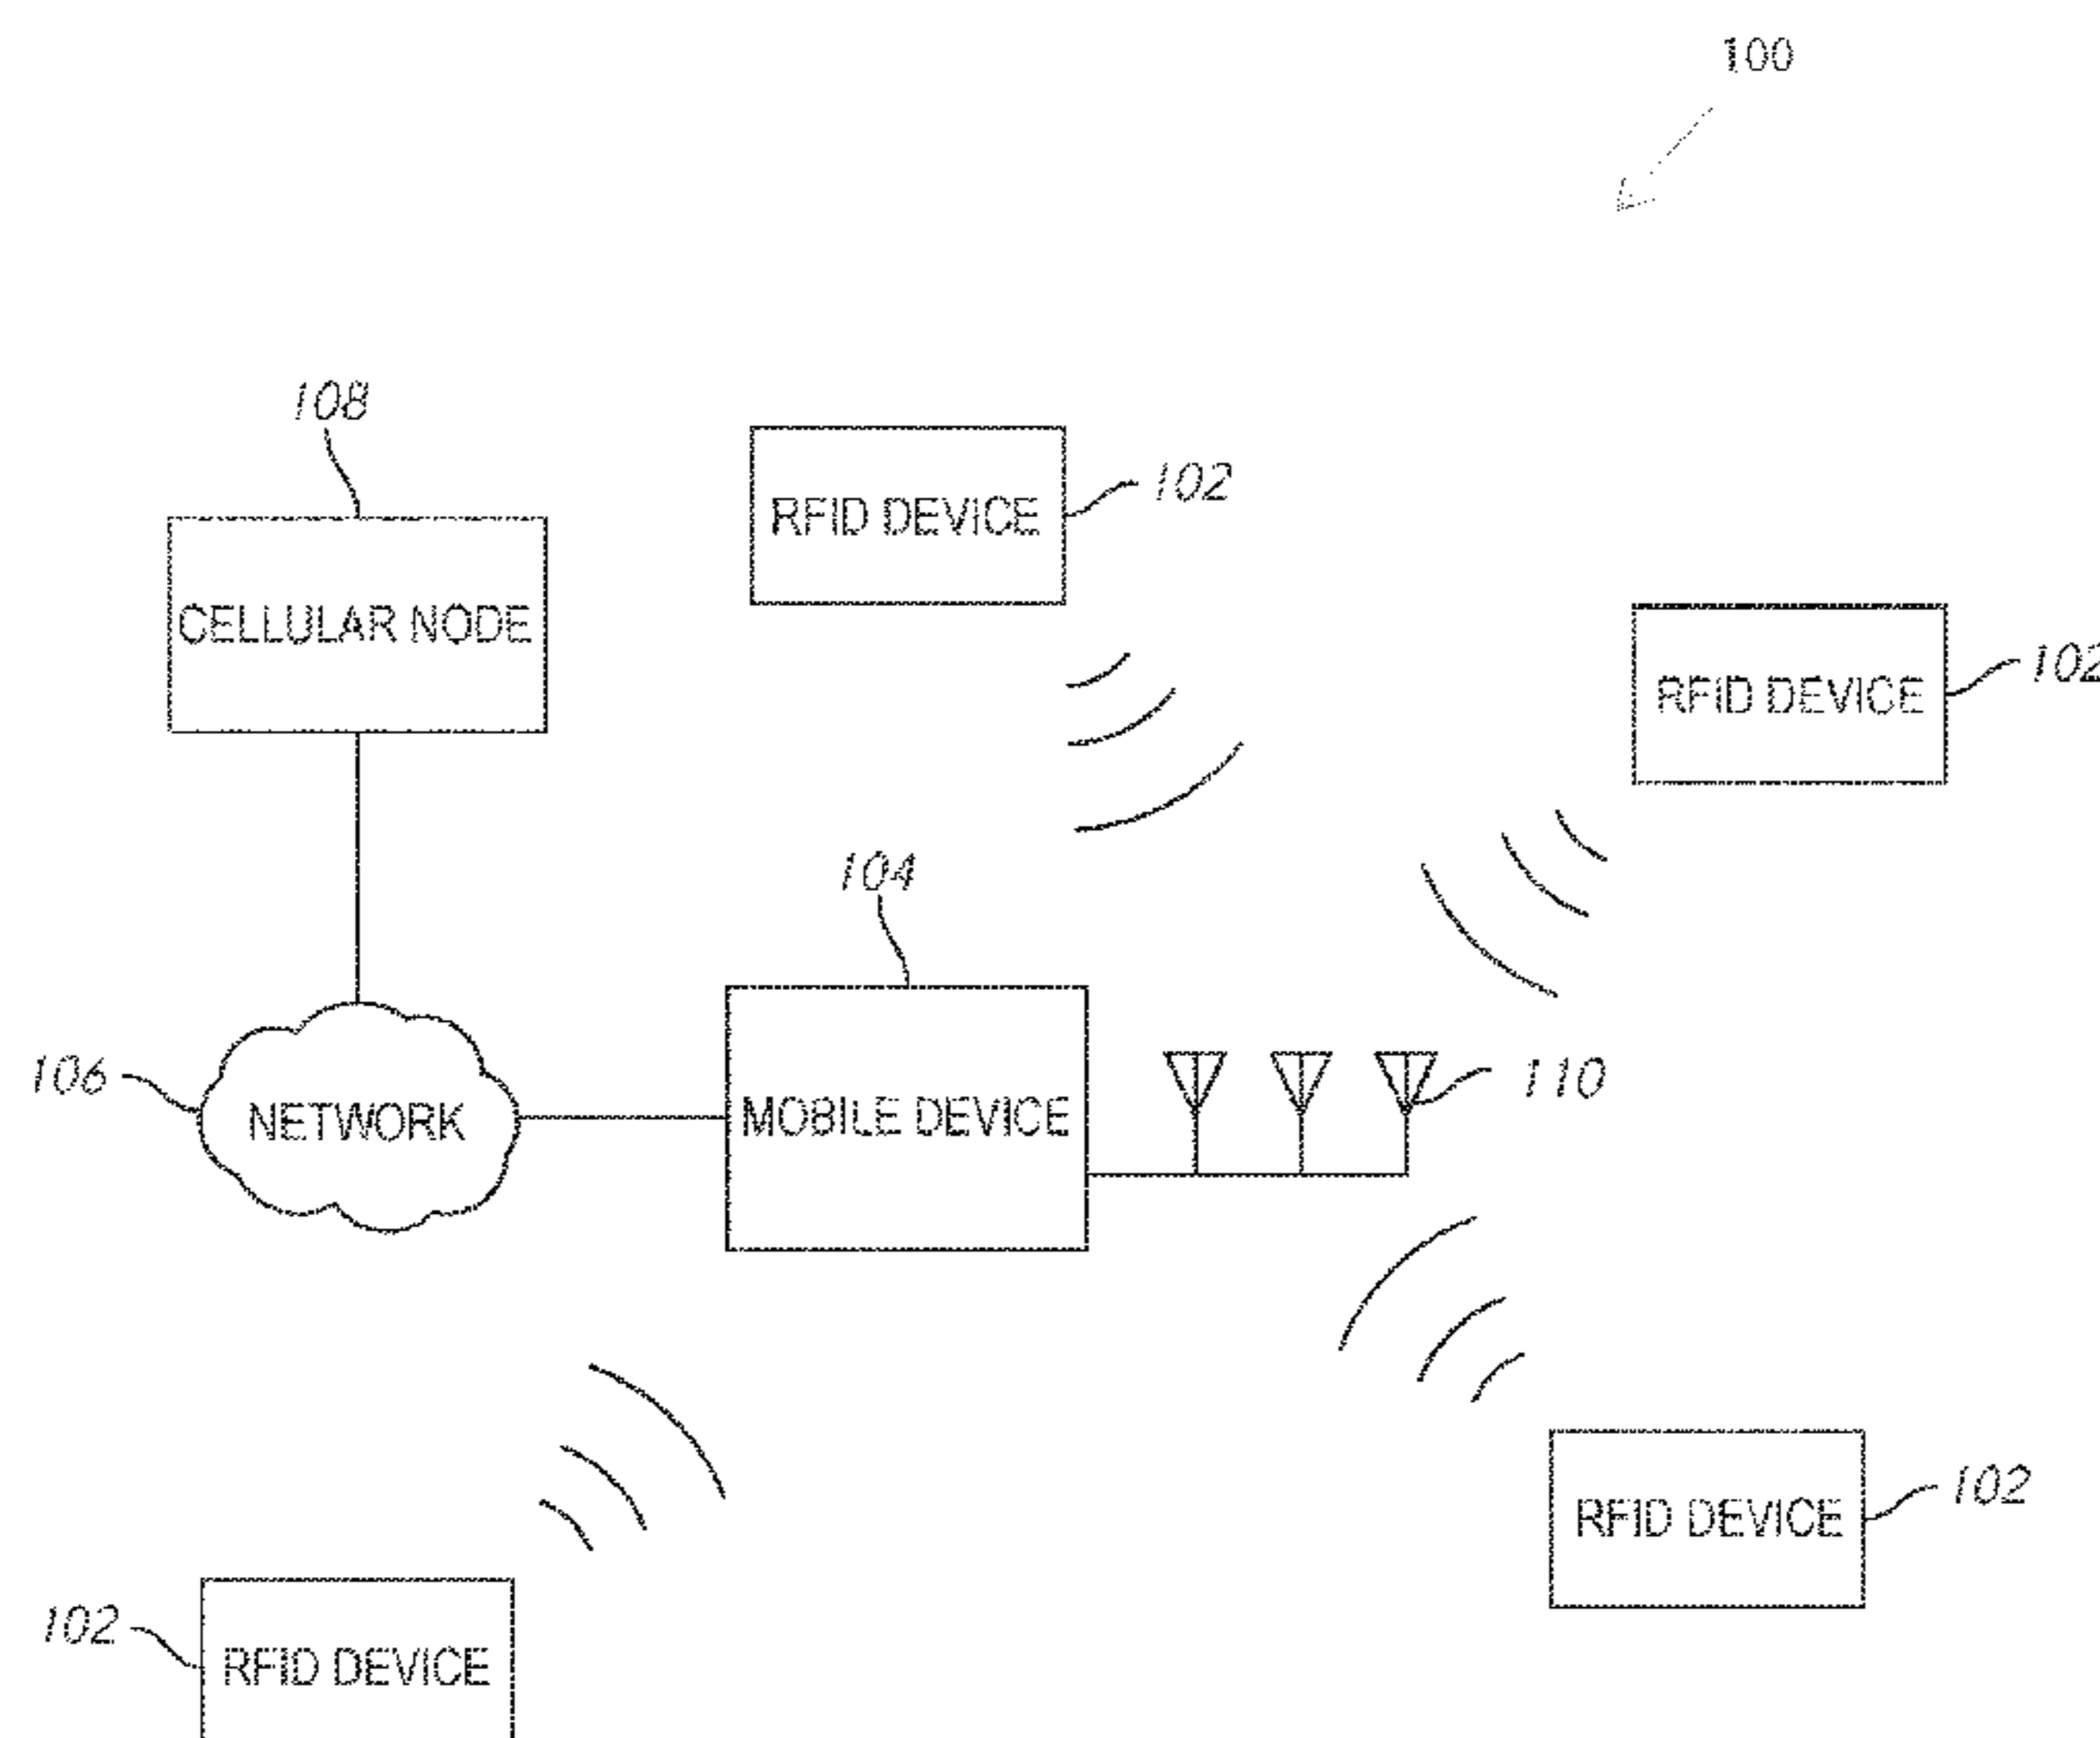 100
108
102
RFID DEVICE
CELLULAR NODE
102
RFID DEVICE
104
106
NETWORK
MOBILE DEVICE
110
102
RFID DEVICE
102
RFID DEVICE